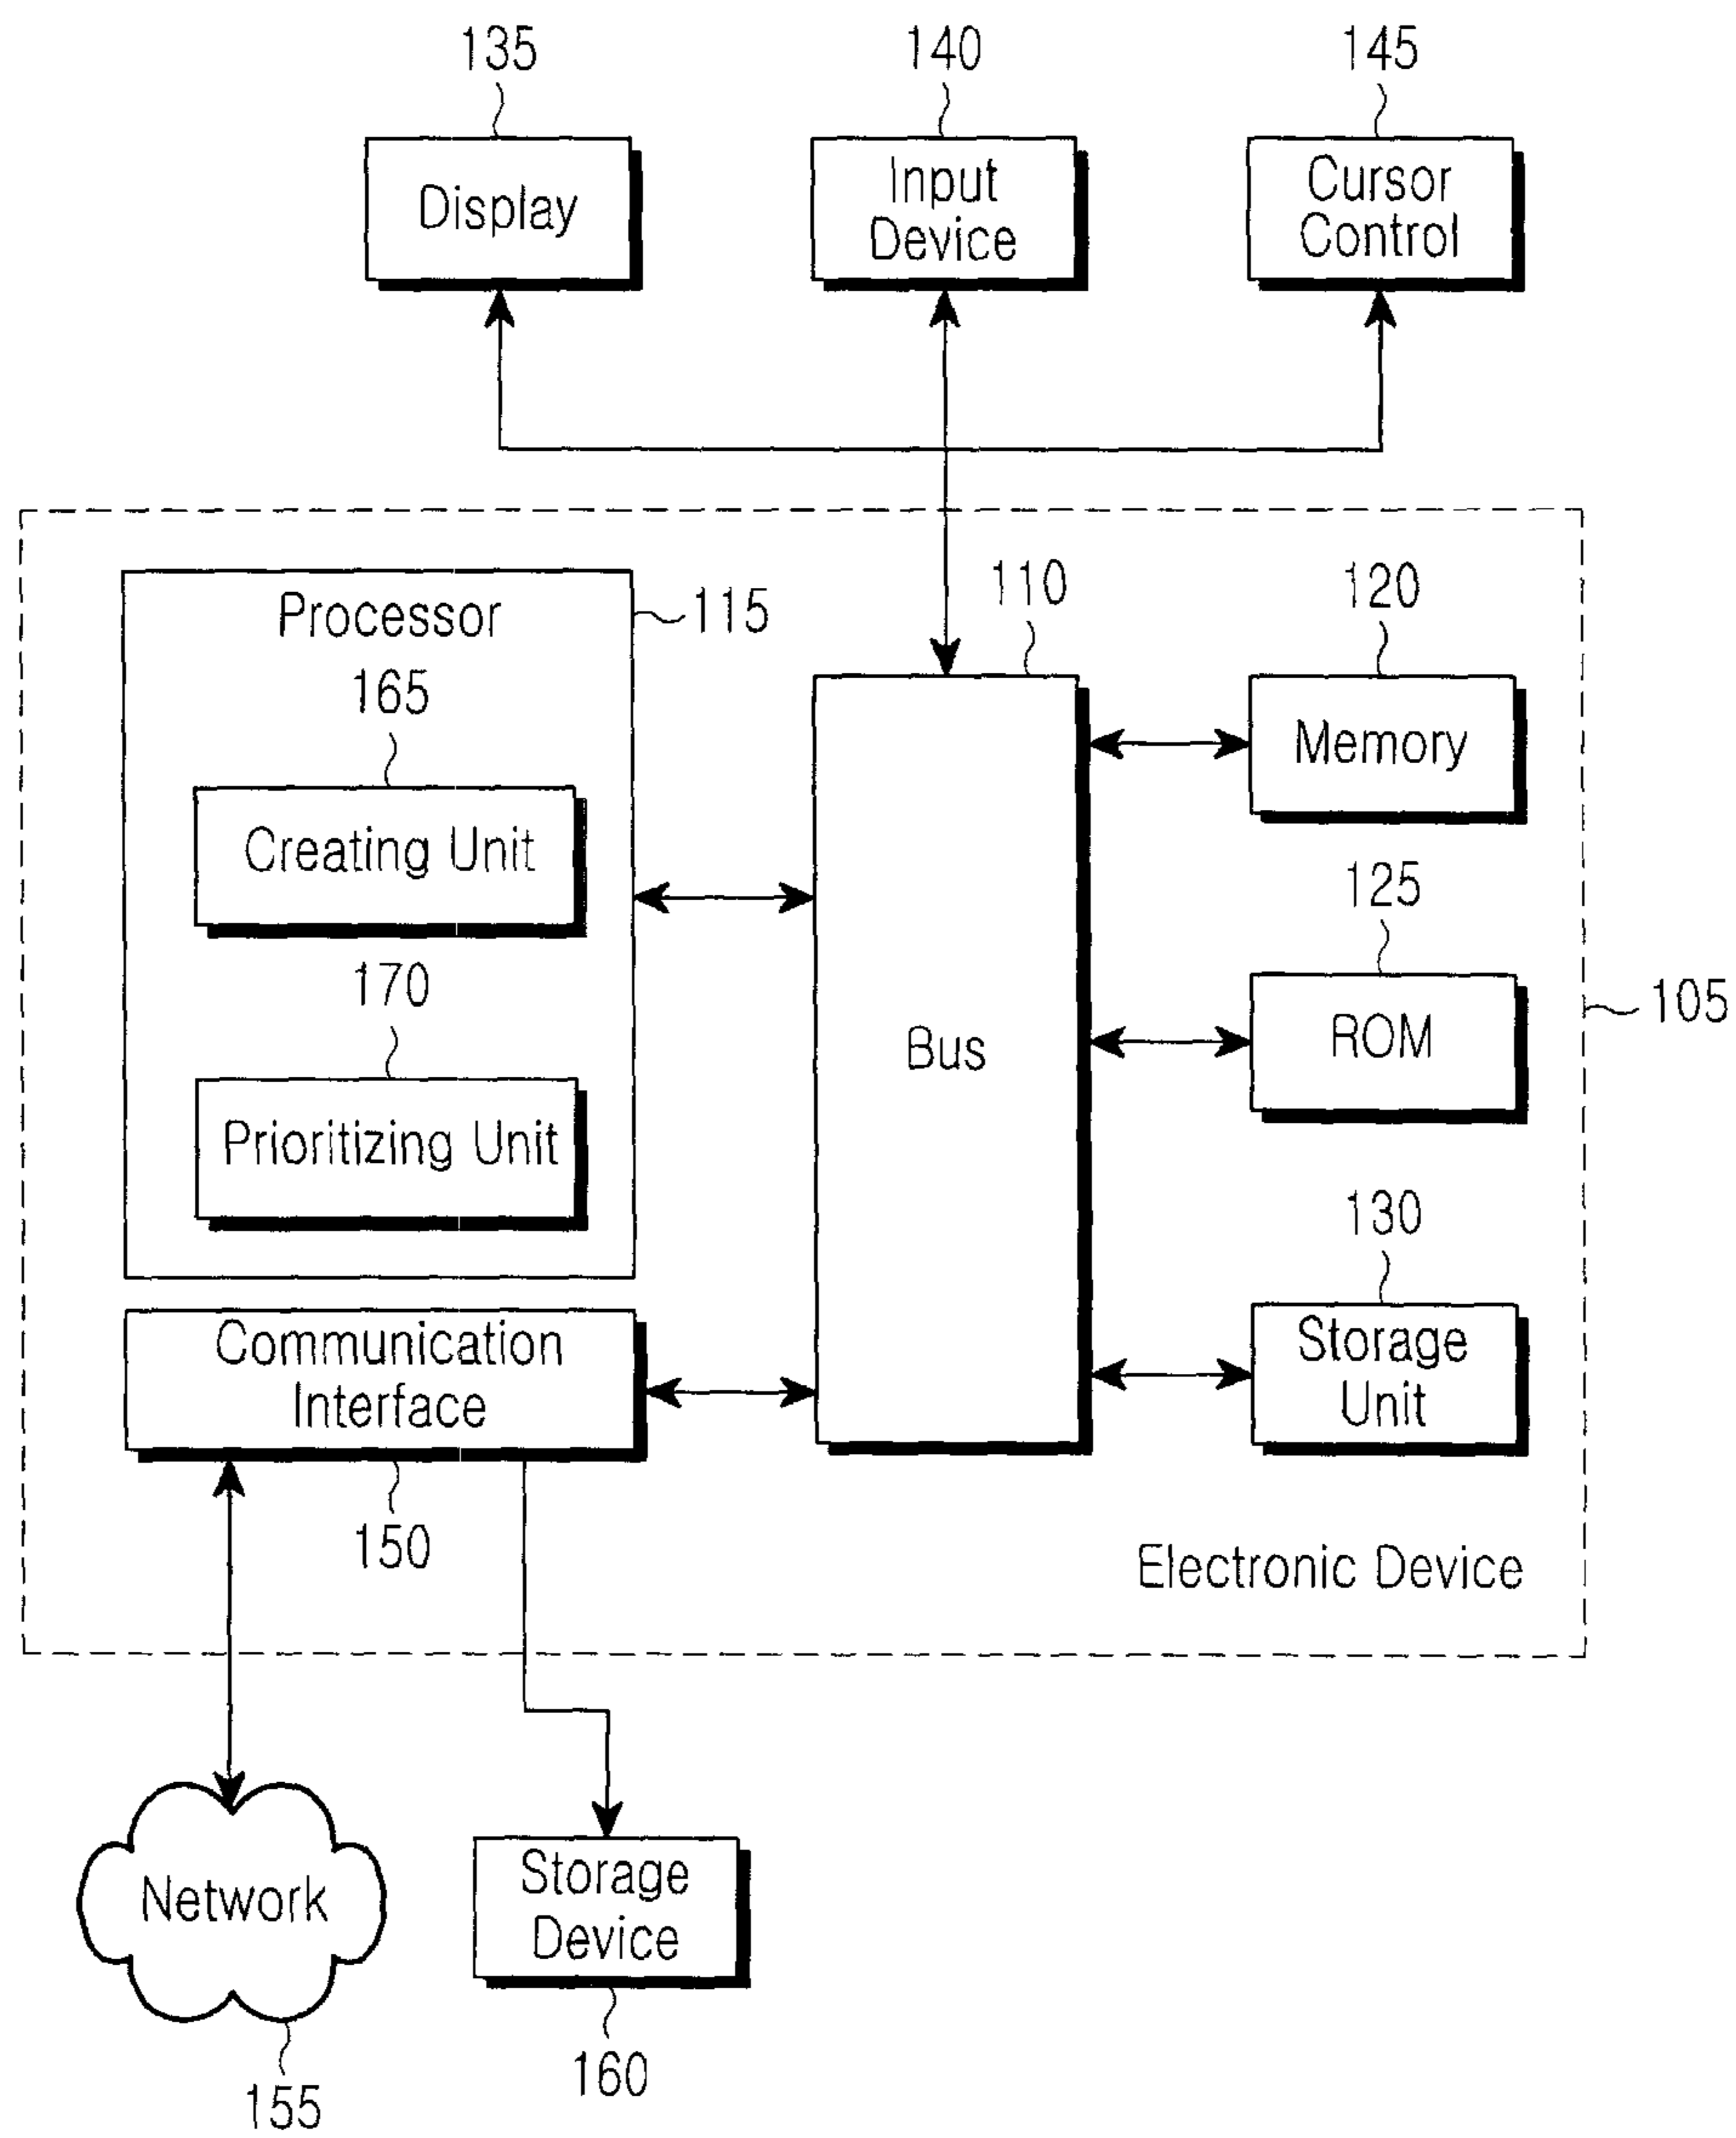 135
140
145
Display
Input
Device
Cursor
Control
Processor
115
110
120
165
Memory
Creating Unit
125
170
ROM
105
Bus
Prioritizing Unit
130
Communication
Interface
Storage
Unit
150
Electronic Device
Network
Storage
Device
155
160